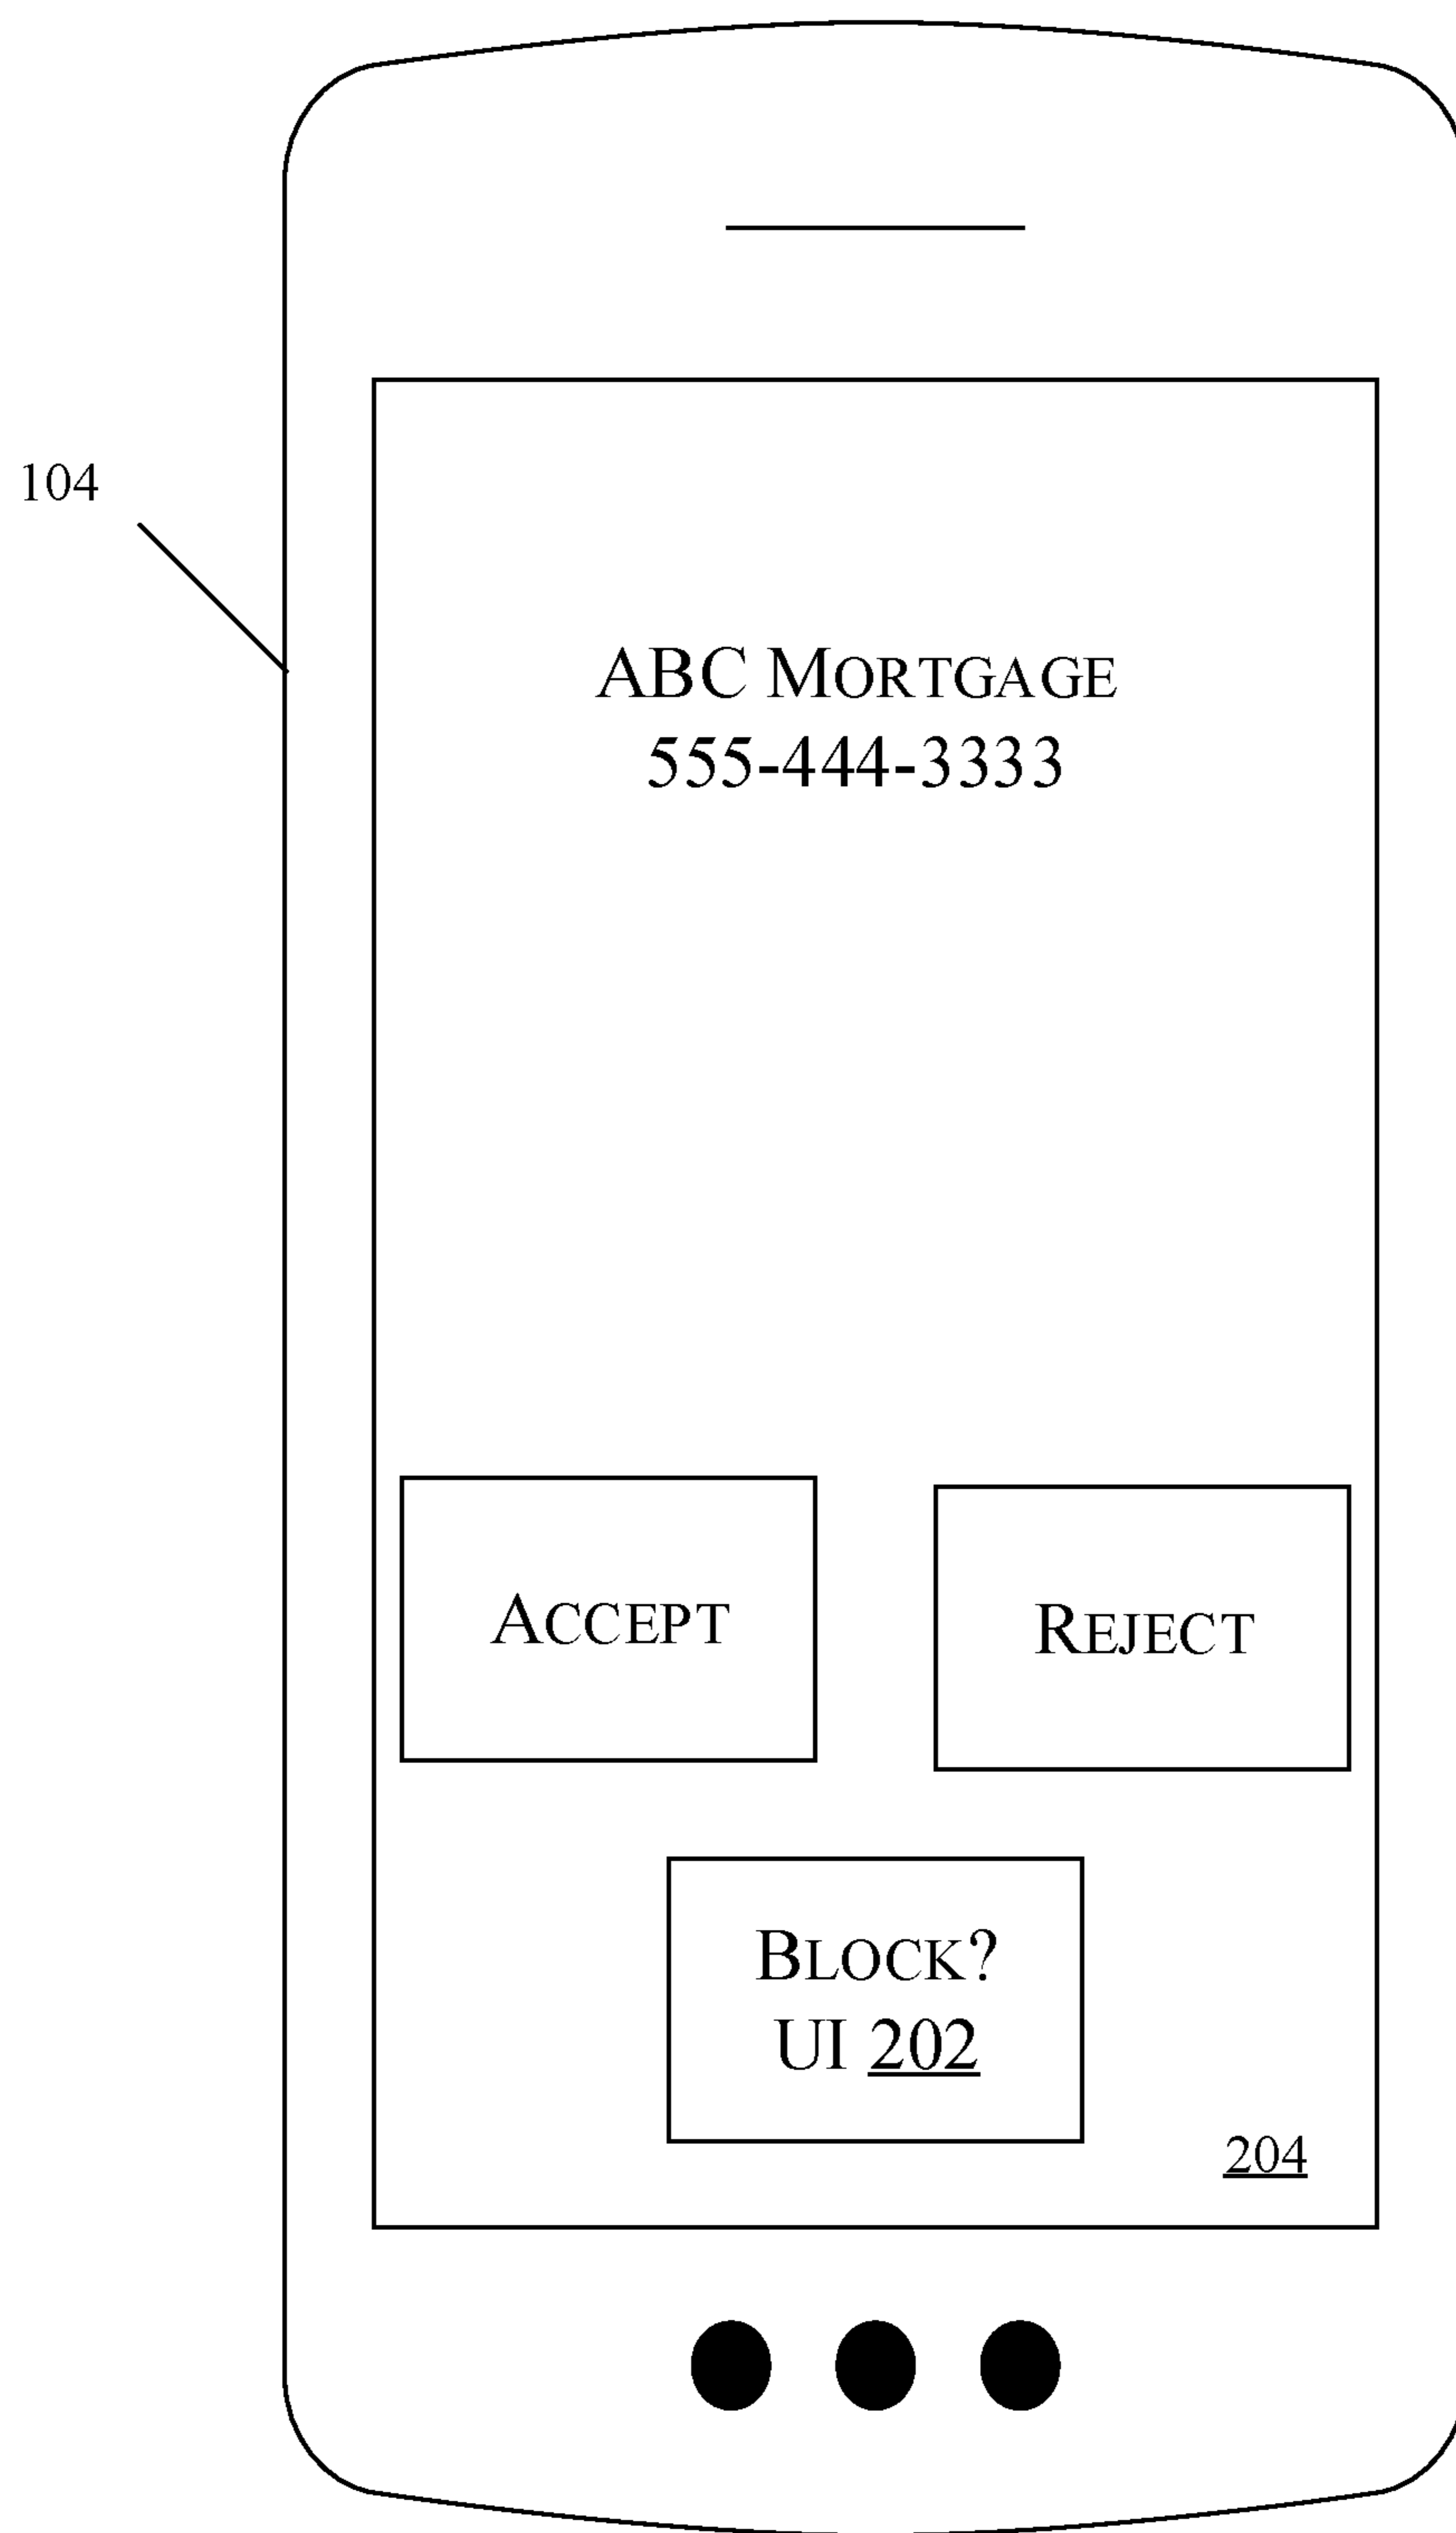 104
ABC MORTGAGE
555-444-3333
ACCEPT
REJECT
BLOCK?
UI 202
204